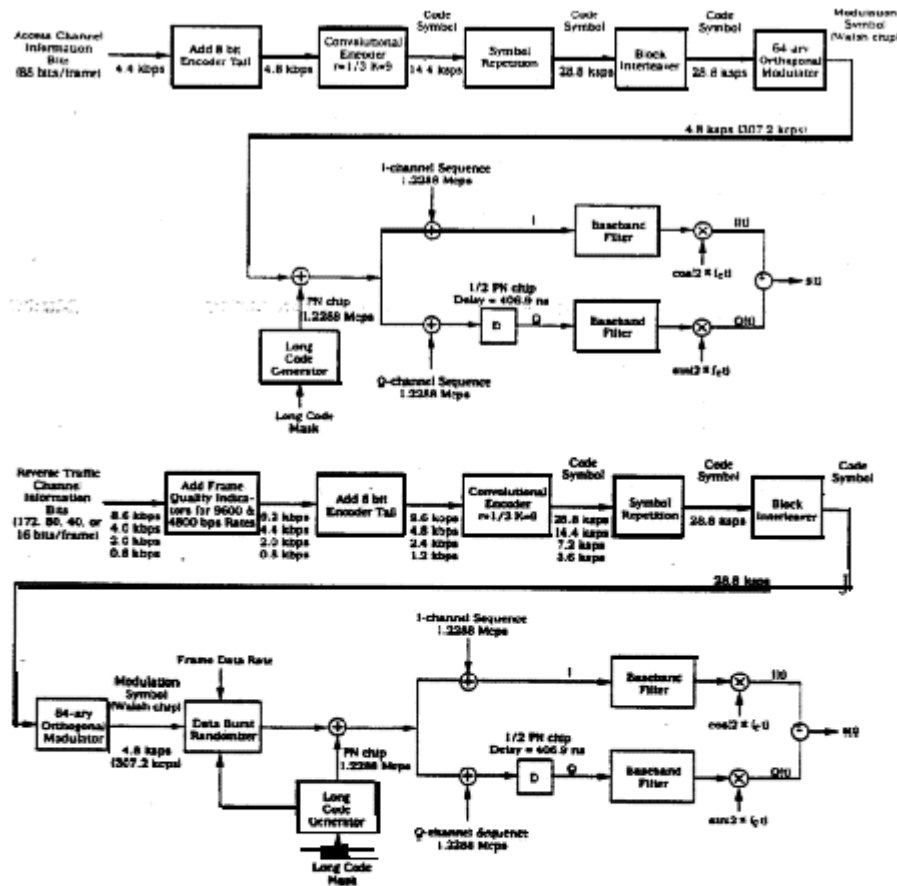 Access Channel
Information
Bits
(88 bits/frame)
4.4 kbps
Add 8 bit
Encoder Tail
4.8 kbps
Convolutional
Encoder
r=1/3 K=9
Code
Symbol
14.4 ksps
Symbol
Repetition
Code
Symbol
28.8 ksps
Block
Interleaver
Code
Symbol
28.8 ksps
64-ary
Orthogonal
Modulator
Modulation
Symbol
(Walsh chip)
4.8 ksps (307.2 kcps)
I-channel Sequence
1.2288 Mcps
I
Baseband
Filter
I(t)
cos(2 π fct)
s(t)
PN chip
1.2288 Mcps
1/2 PN chip
Delay = 406.9 ns
D
Q
Baseband
Filter
Q(t)
sin(2 π fct)
Long
Code
Generator
Q-channel Sequence
1.2288 Mcps
Long Code
Mask
Reverse Traffic
Channel
Information
Bits
(172, 80, 40, or
16 bits/frame)
8.6 kbps
4.0 kbps
2.0 kbps
0.8 kbps
Add Frame
Quality Indica-
tors for 9600 &
4800 bps Rates
9.2 kbps
4.4 kbps
2.0 kbps
0.8 kbps
Add 8 bit
Encoder Tail
9.6 kbps
4.8 kbps
2.4 kbps
1.2 kbps
Convolutional
Encoder
r=1/3 K=9
Code
Symbol
28.8 ksps
14.4 ksps
7.2 ksps
3.6 ksps
Symbol
Repetition
Code
Symbol
28.8 ksps
Block
Interleaver
Code
Symbol
28.8 ksps
64-ary
Orthogonal
Modulator
Modulation
Symbol
(Walsh chip)
4.8 ksps
(307.2 kcps)
Frame Data Rate
Data Burst
Randomizer
PN chip
1.2288 Mcps
Long
Code
Generator
Long Code
Mask
I-channel Sequence
1.2288 Mcps
I
Baseband
Filter
I(t)
cos(2 π fct)
s(t)
1/2 PN chip
Delay = 406.9 ns
D
Q
Baseband
Filter
Q(t)
sin(2 π fct)
Q-channel Sequence
1.2288 Mcps